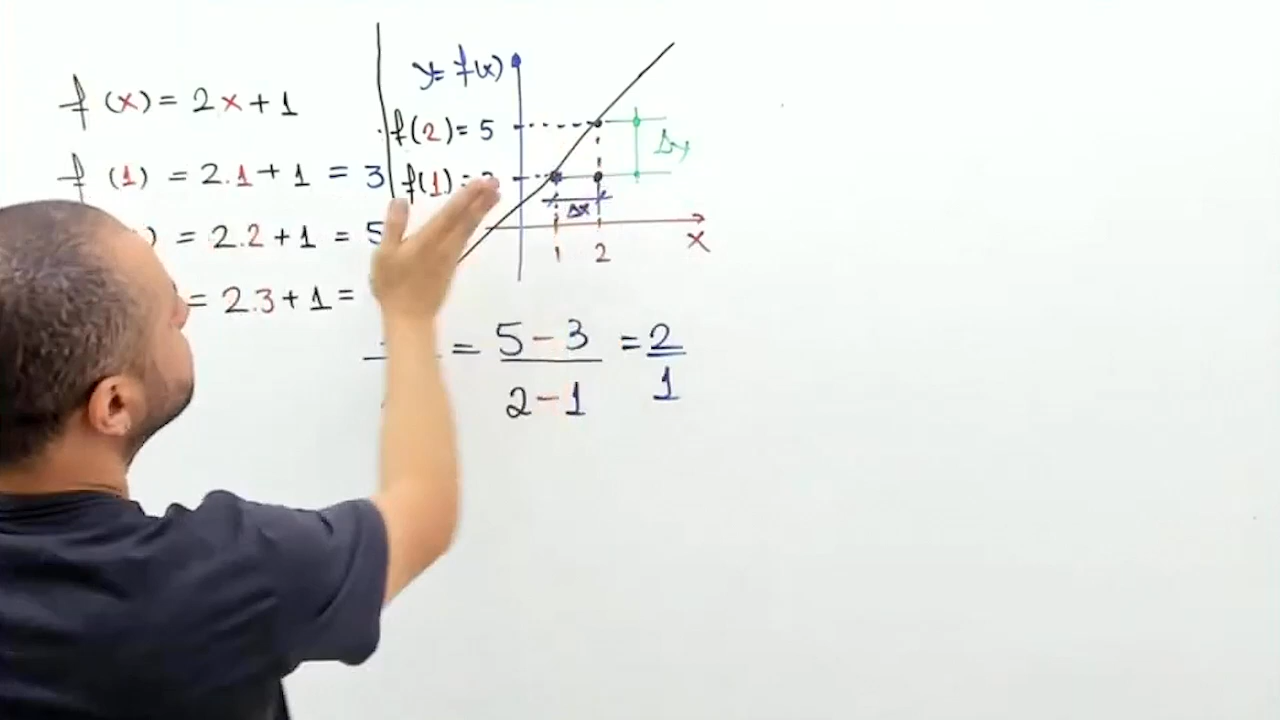 f(x) = 2x + 1
f(1) = 2.1 + 1 = 3
) = 2.2 + 1 = 5
= 2.3 + 1 =
y = f(x)
f(2) = 5
f(1) =
Δy
Δx
1 2
x
= 5 - 3 / 2 - 1 = 2 / 1